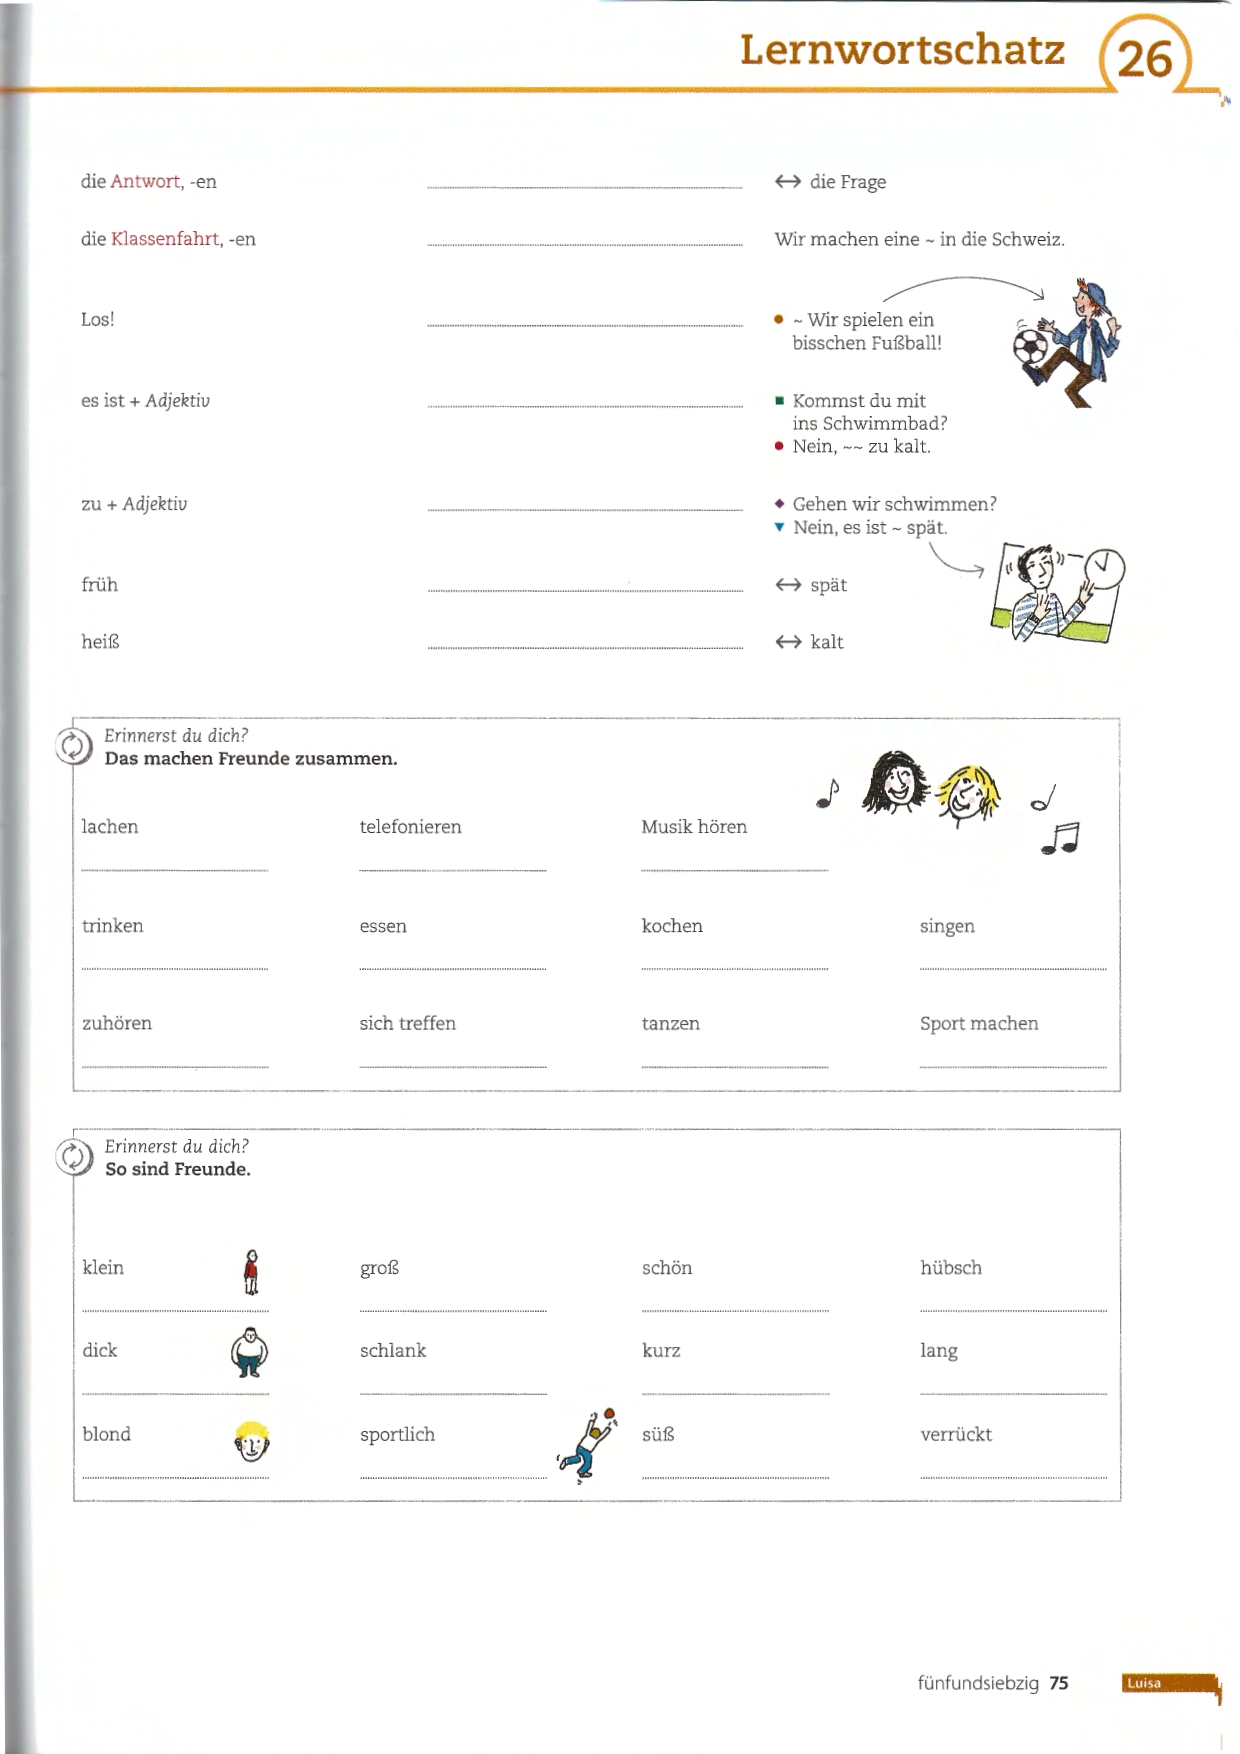 Lernwortschatz 26
die Antwort, -en ↔ die Frage
die Klassenfahrt, -en Wir machen eine ~ in die Schweiz.
Los! ● ~ Wir spielen ein
bisschen Fußball!
es ist + Adjektiv ■ Kommst du mit
ins Schwimmbad?
● Nein, ~~ zu kalt.
zu + Adjektiv ◆ Gehen wir schwimmen?
▼ Nein, es ist ~ spät.
früh ↔ spät
heiß ↔ kalt
Erinnerst du dich?
Das machen Freunde zusammen.
lachen telefonieren Musik hören
trinken essen kochen singen
zuhören sich treffen tanzen Sport machen
Erinnerst du dich?
So sind Freunde.
klein groß schön hübsch
dick schlank kurz lang
blond sportlich süß verrückt
fünfundsiebzig 75 Luisa